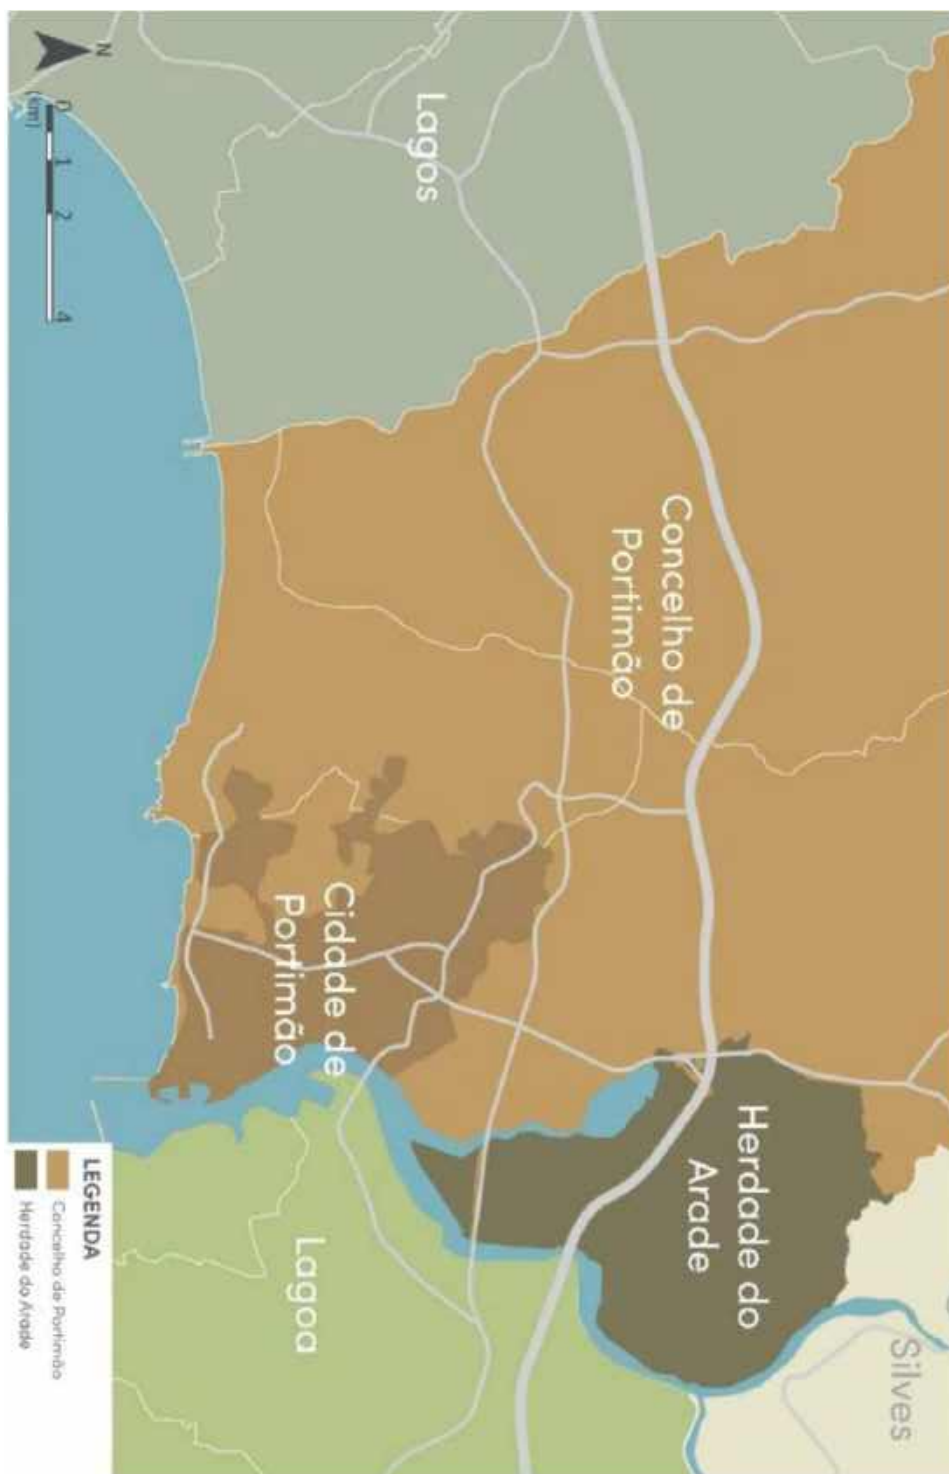 Lagos
Concelho de
Portimão
Cidade de
Portimão
Herdade do
Arade
Lagoa
Silves
N
0 1 2 4
(km)
LEGENDA
Concelho de Portimão
Herdade do Arade